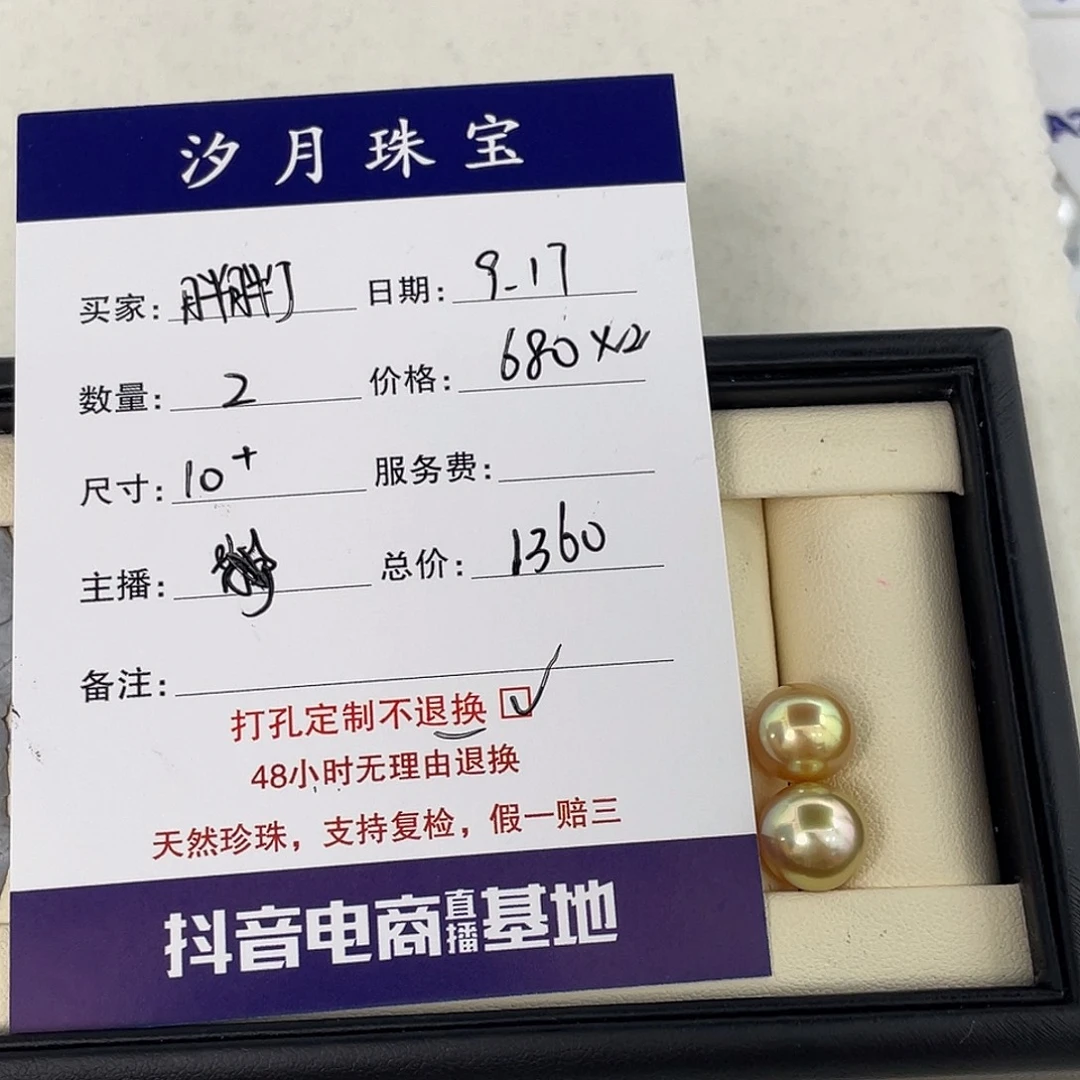 汐月珠宝
买家: 胖胖丁 日期: 9-17
数量: 2 价格: 680×2
尺寸: 10+ 服务费:
主播: 总价: 1360
备注:
打孔定制不退换
48小时无理由退换
天然珍珠，支持复检，假一赔三
抖音电商直播基地